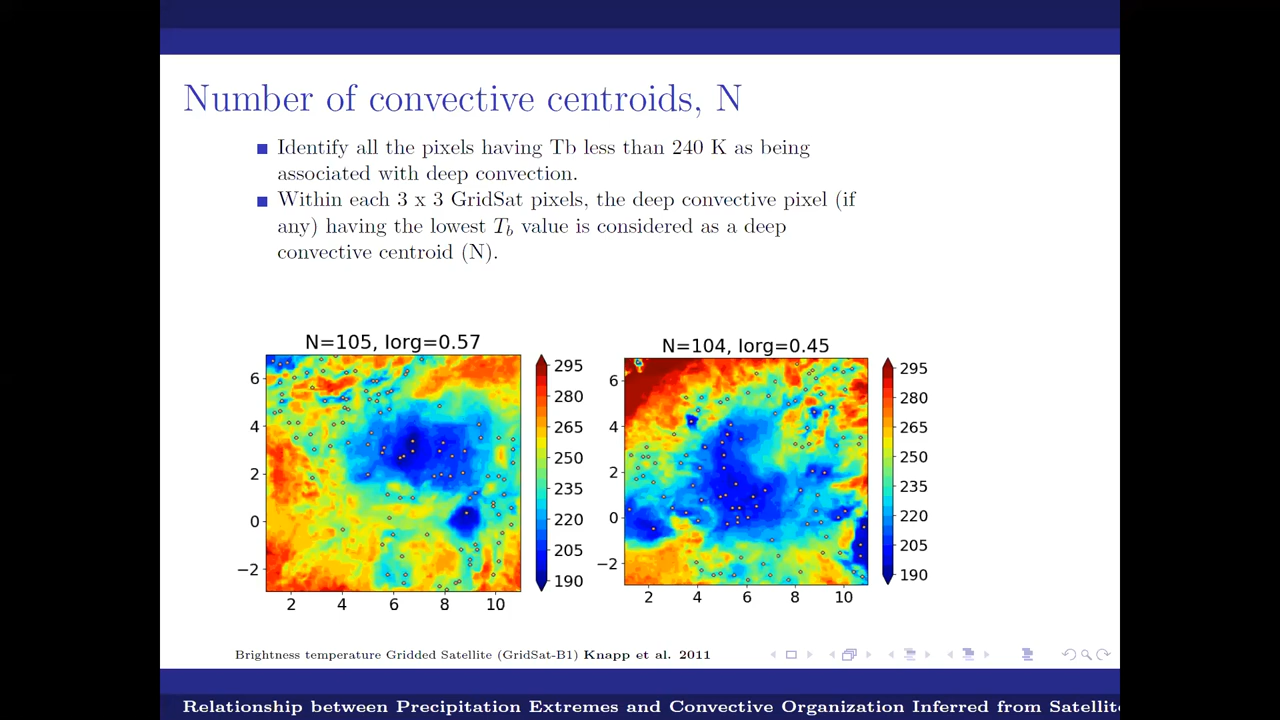 Number of convective centroids, N
Identify all the pixels having Tb less than 240 K as being
associated with deep convection.
Within each 3 x 3 GridSat pixels, the deep convective pixel (if
any) having the lowest T_b value is considered as a deep
convective centroid (N).
N=105, Iorg=0.57
N=104, Iorg=0.45
6
4
2
0
−2
2 4 6 8 10
295
280
265
250
235
220
205
190
6
4
2
0
−2
2 4 6 8 10
295
280
265
250
235
220
205
190
Brightness temperature Gridded Satellite (GridSat-B1) Knapp et al. 2011
Relationship between Precipitation Extremes and Convective Organization Inferred from Satellite